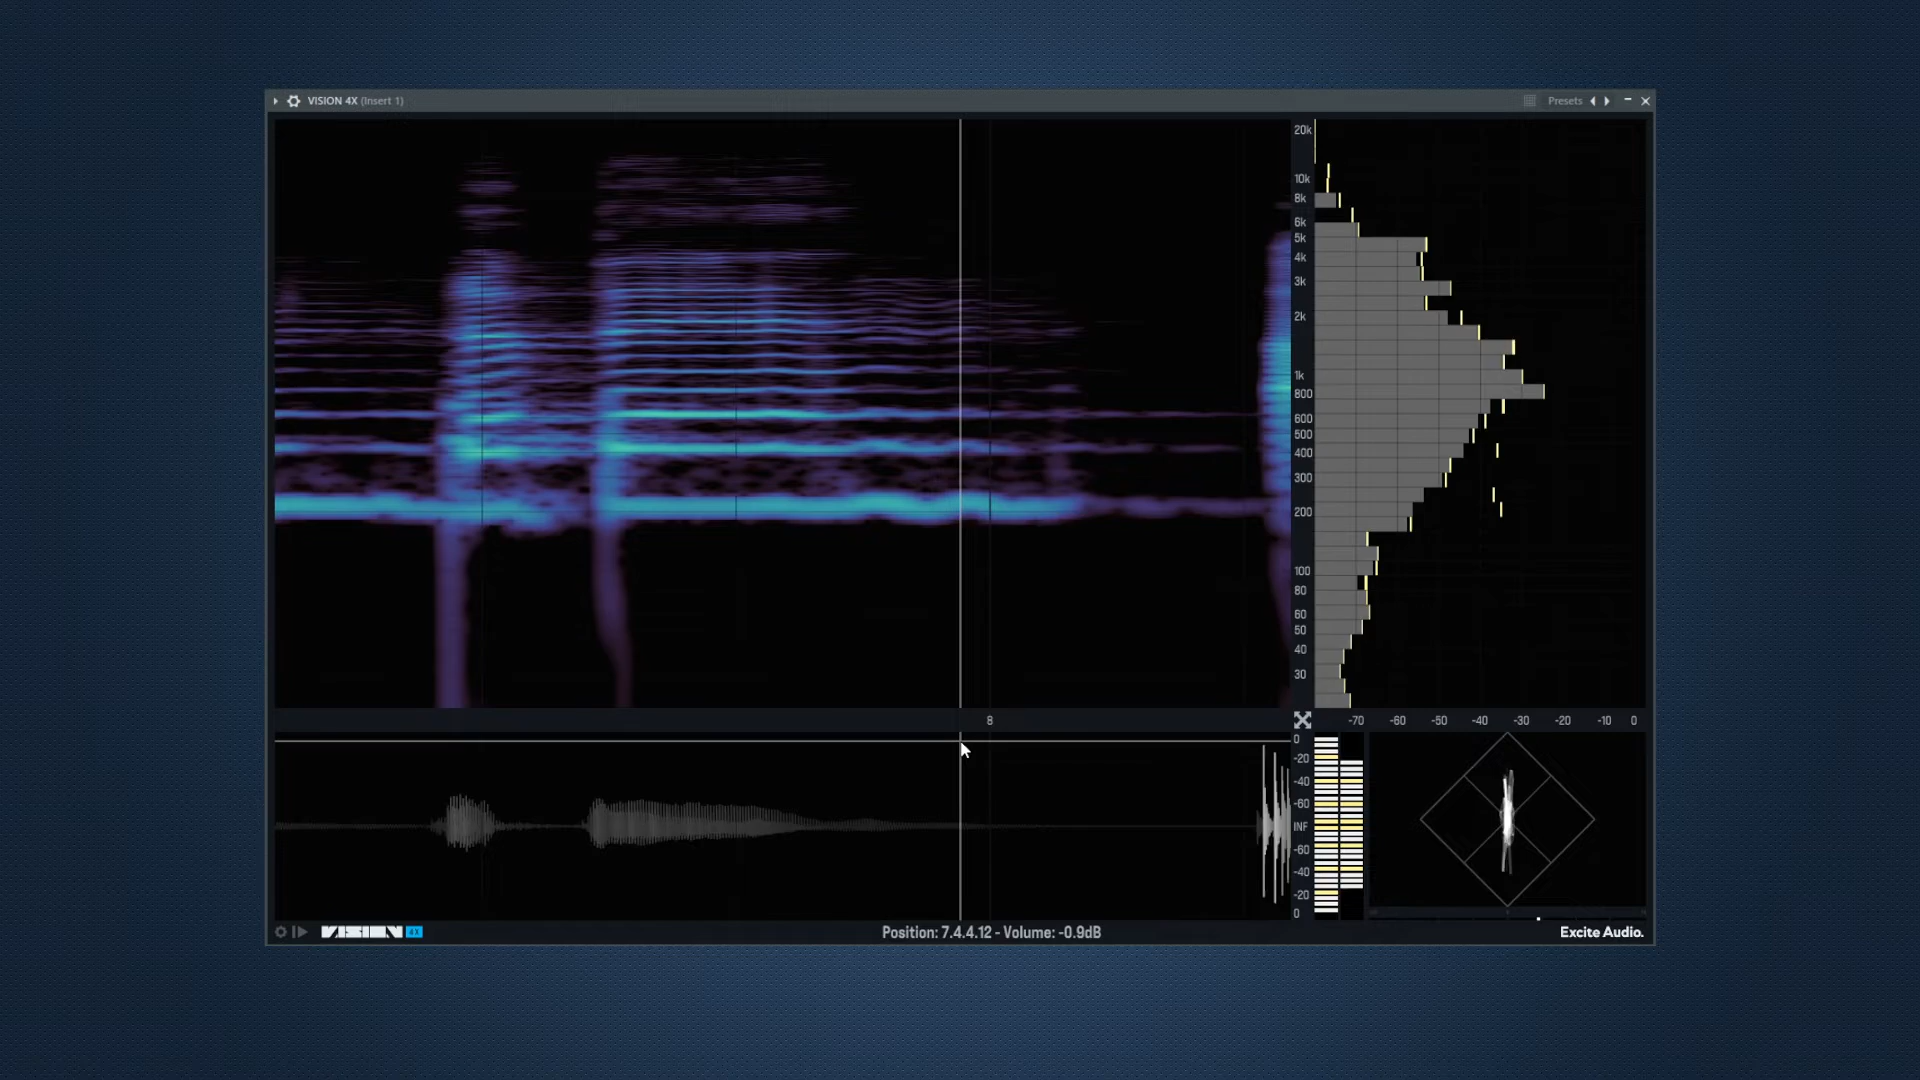 VISION 4X (Insert 1)
Presets
20k
10k
8k
6k
5k
4k
3k
2k
1k
800
600
500
400
300
200
100
80
60
50
40
30
8
-70 -60 -50 -40 -30 -20 -10 0
0
-20
-40
-60
INF
-60
-40
-20
0
VISION 4X
Position: 7.4.4.12 - Volume: -0.9dB
Excite Audio.